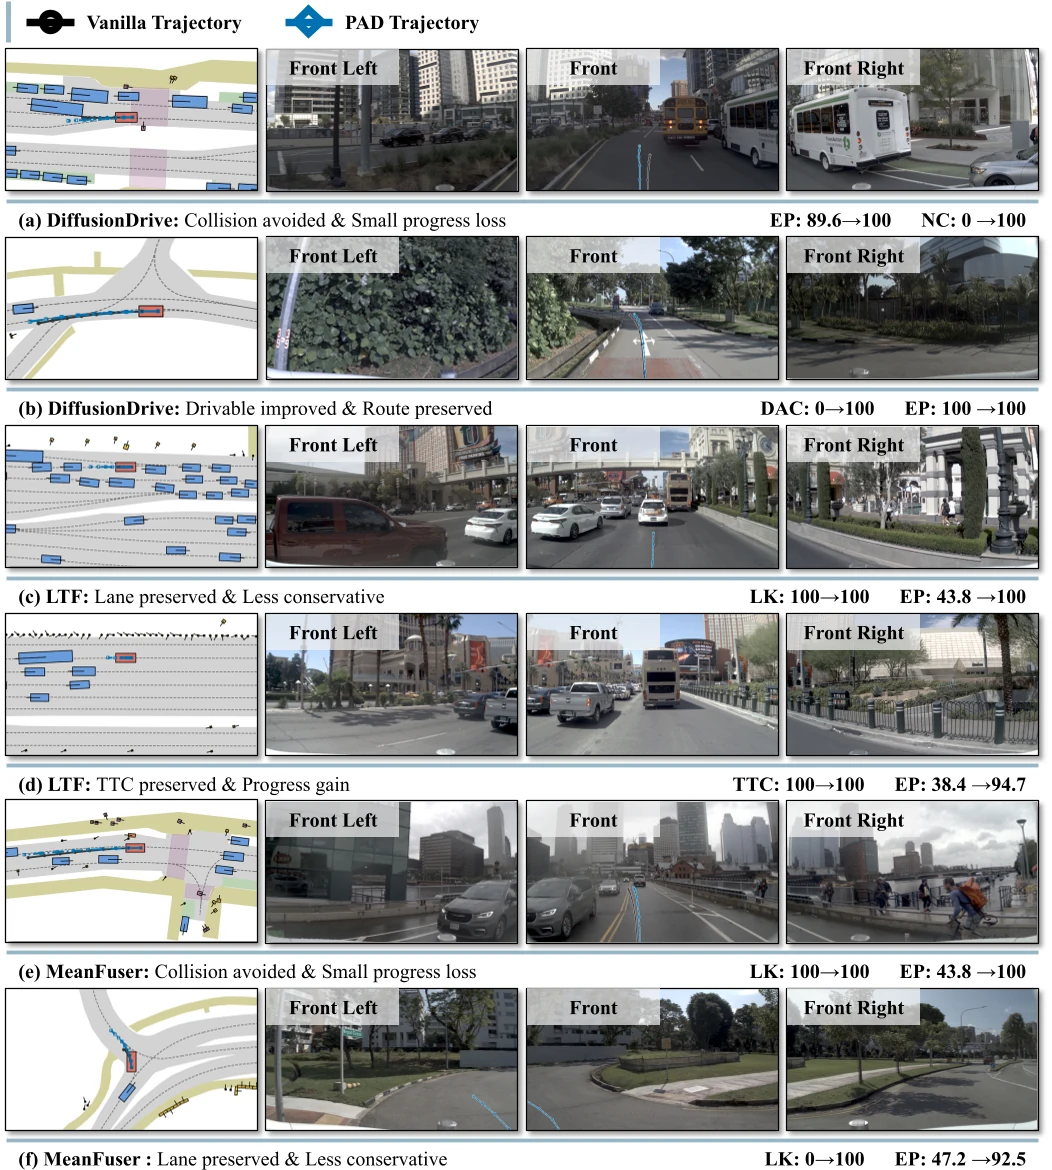 Vanilla Trajectory PAD Trajectory
Front Left Front Front Right
(a) DiffusionDrive: Collision avoided & Small progress loss EP: 89.6→100 NC: 0 →100
Front Left Front Front Right
(b) DiffusionDrive: Drivable improved & Route preserved DAC: 0→100 EP: 100 →100
Front Left Front Front Right
(c) LTF: Lane preserved & Less conservative LK: 100→100 EP: 43.8 →100
Front Left Front Front Right
(d) LTF: TTC preserved & Progress gain TTC: 100→100 EP: 38.4 →94.7
Front Left Front Front Right
(e) MeanFuser: Collision avoided & Small progress loss LK: 100→100 EP: 43.8 →100
Front Left Front Front Right
(f) MeanFuser : Lane preserved & Less conservative LK: 0→100 EP: 47.2 →92.5